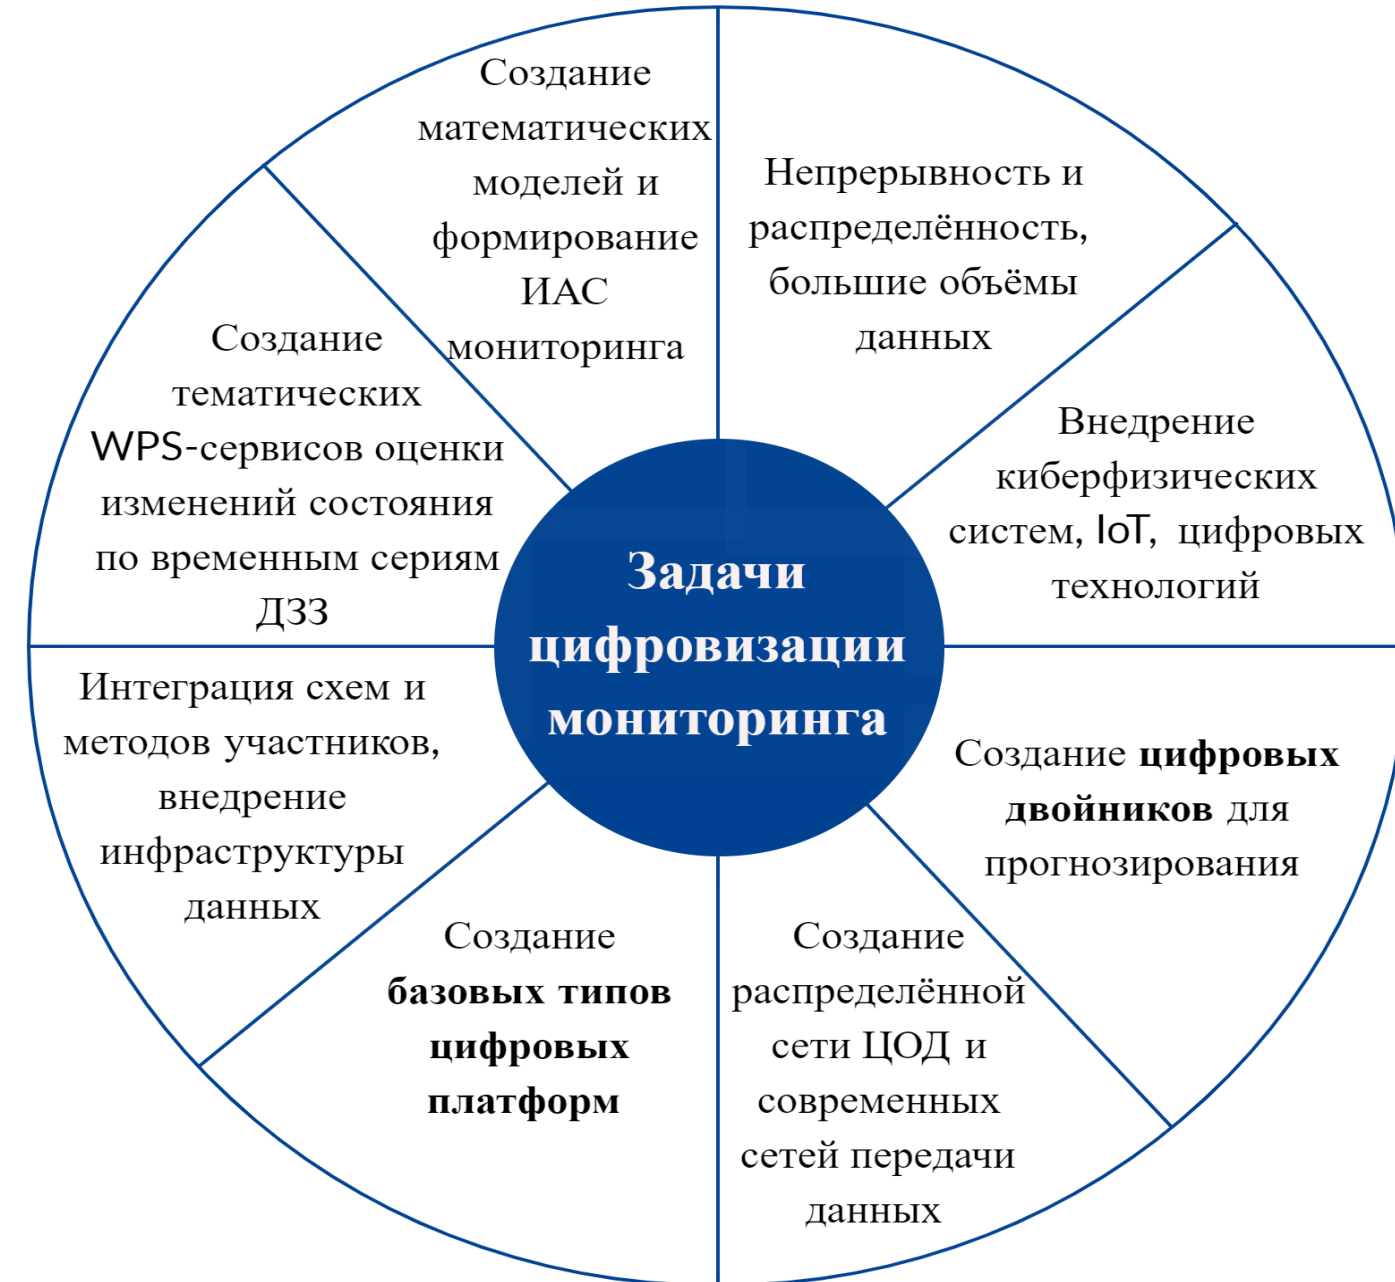 Создание
математических
моделей и
формирование
ИАС
мониторинга
Непрерывность и
распределённость,
большие объёмы
данных
Внедрение
киберфизических
систем, IoT, цифровых
технологий
Создание цифровых
двойников для
прогнозирования
Создание
распределённой
сети ЦОД и
современных
сетей передачи
данных
Создание
базовых типов
цифровых
платформ
Интеграция схем и
методов участников,
внедрение
инфраструктуры
данных
Создание
тематических
WPS-сервисов оценки
изменений состояния
по временным сериям
ДЗЗ
Задачи
цифровизации
мониторинга